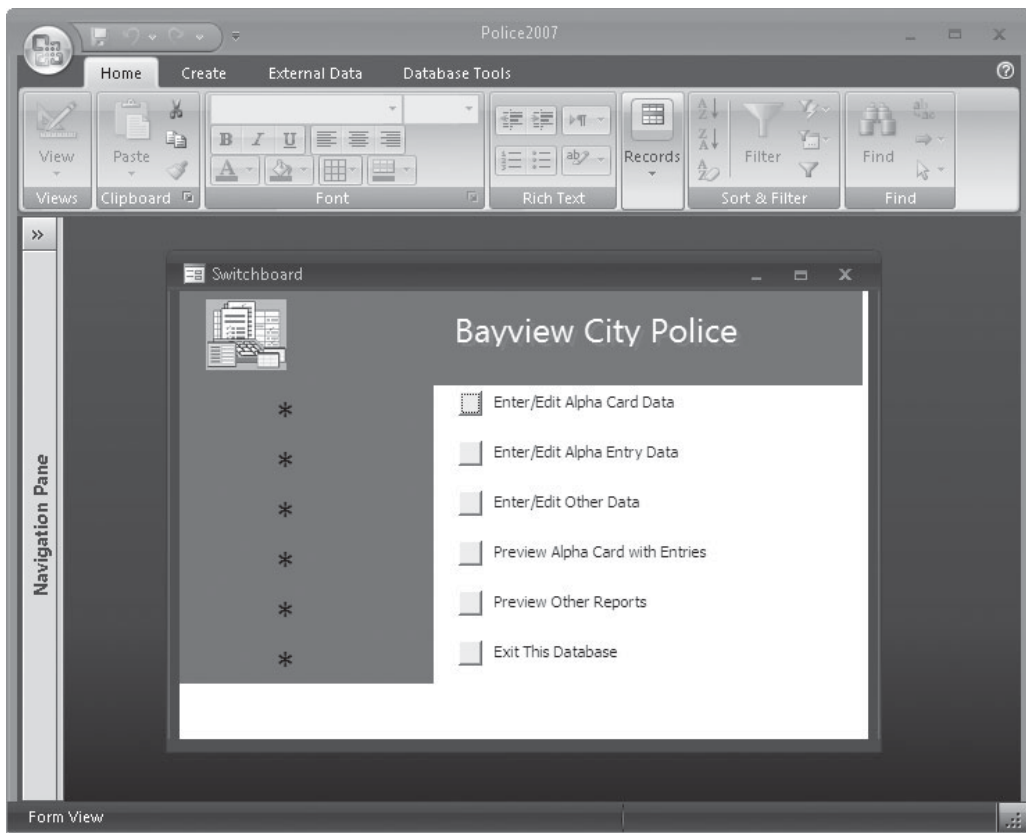 Police2007
Home Create External Data Database Tools
View Paste B I U Records Filter Find
Views Clipboard Font Rich Text Sort & Filter Find
Navigation Pane
Switchboard
Bayview City Police
* Enter/Edit Alpha Card Data
* Enter/Edit Alpha Entry Data
* Enter/Edit Other Data
* Preview Alpha Card with Entries
* Preview Other Reports
* Exit This Database
Form View